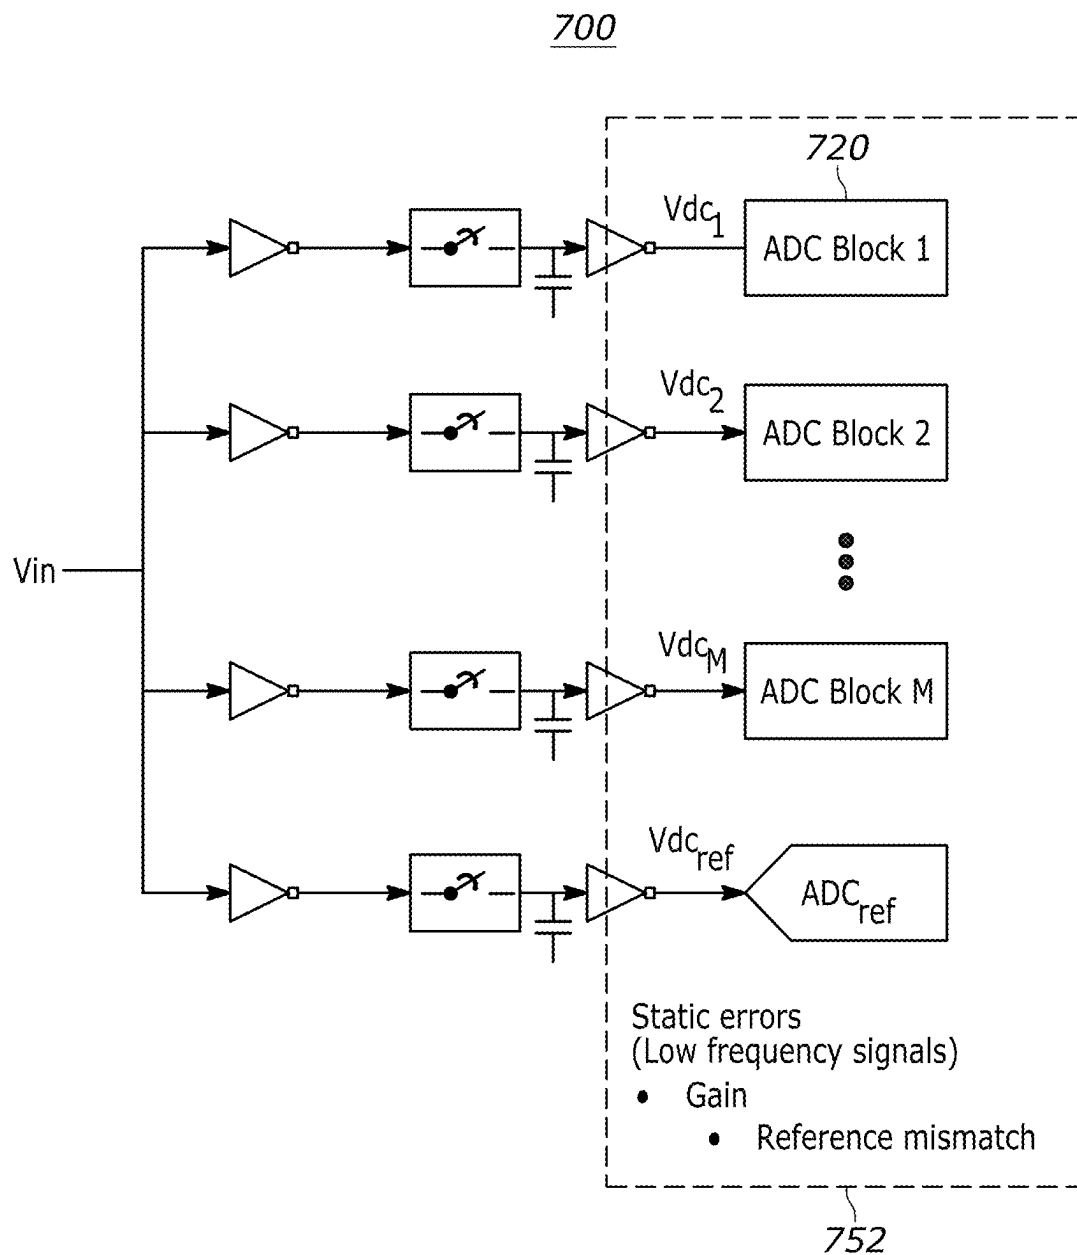 700
720
Vdc1
ADC Block 1
Vdc2
ADC Block 2
Vin
VdcM
ADC Block M
Vdcref
ADCref
Static errors
(Low frequency signals)
• Gain
• Reference mismatch
752